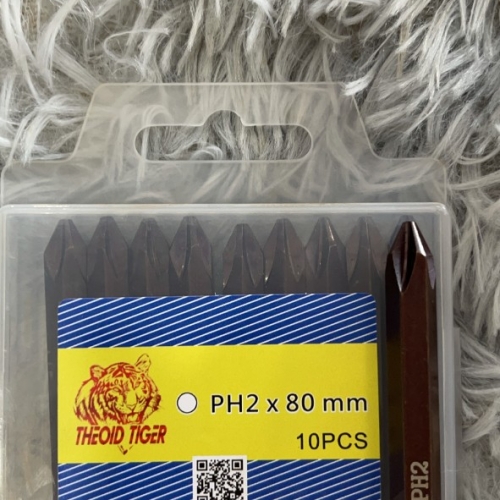 THEOID TIGER
PH2 x 80 mm
10PCS
PH2